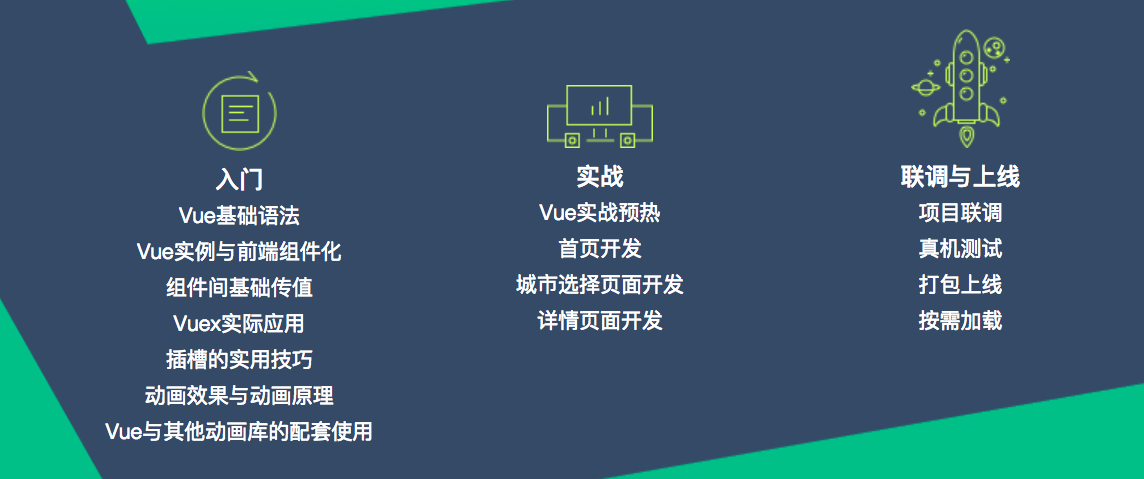 入门
Vue基础语法
Vue实例与前端组件化
组件间基础传值
Vuex实际应用
插槽的实用技巧
动画效果与动画原理
Vue与其他动画库的配套使用
实战
Vue实战预热
首页开发
城市选择页面开发
详情页面开发
联调与上线
项目联调
真机测试
打包上线
按需加载